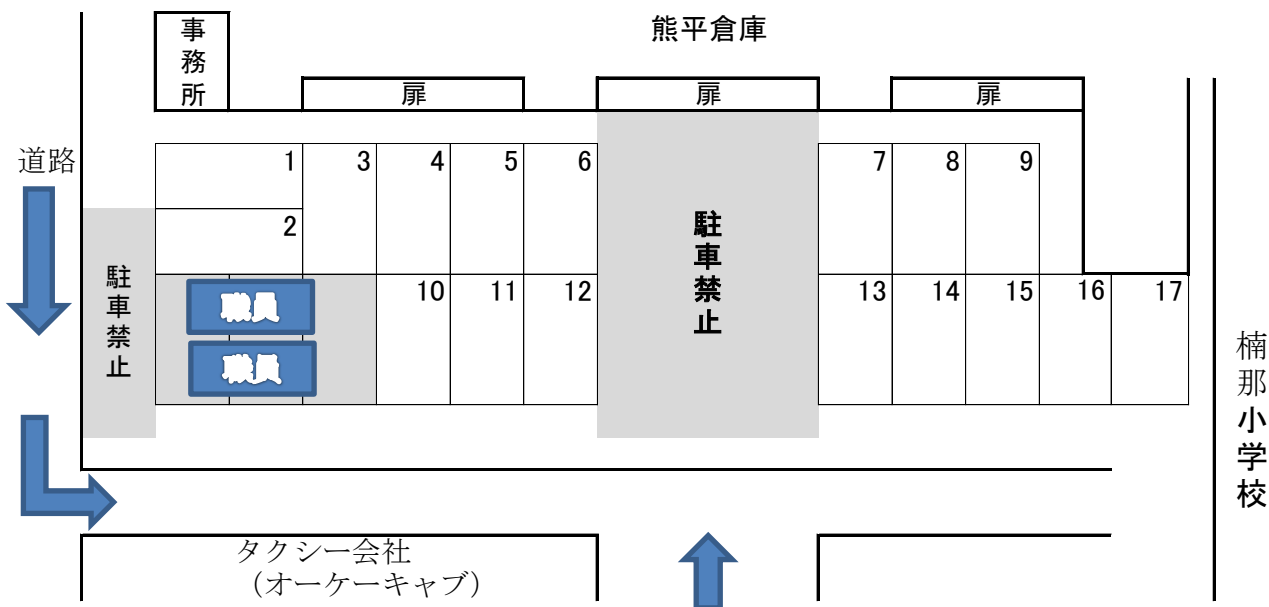 事務所
熊平倉庫
扉
扉
扉
道路
1
3
4
5
6
7
8
9
2
駐車禁止
駐車禁止
職員
職員
10
11
12
13
14
15
16
17
楠那小学校
タクシー会社
（オーケーキャブ）